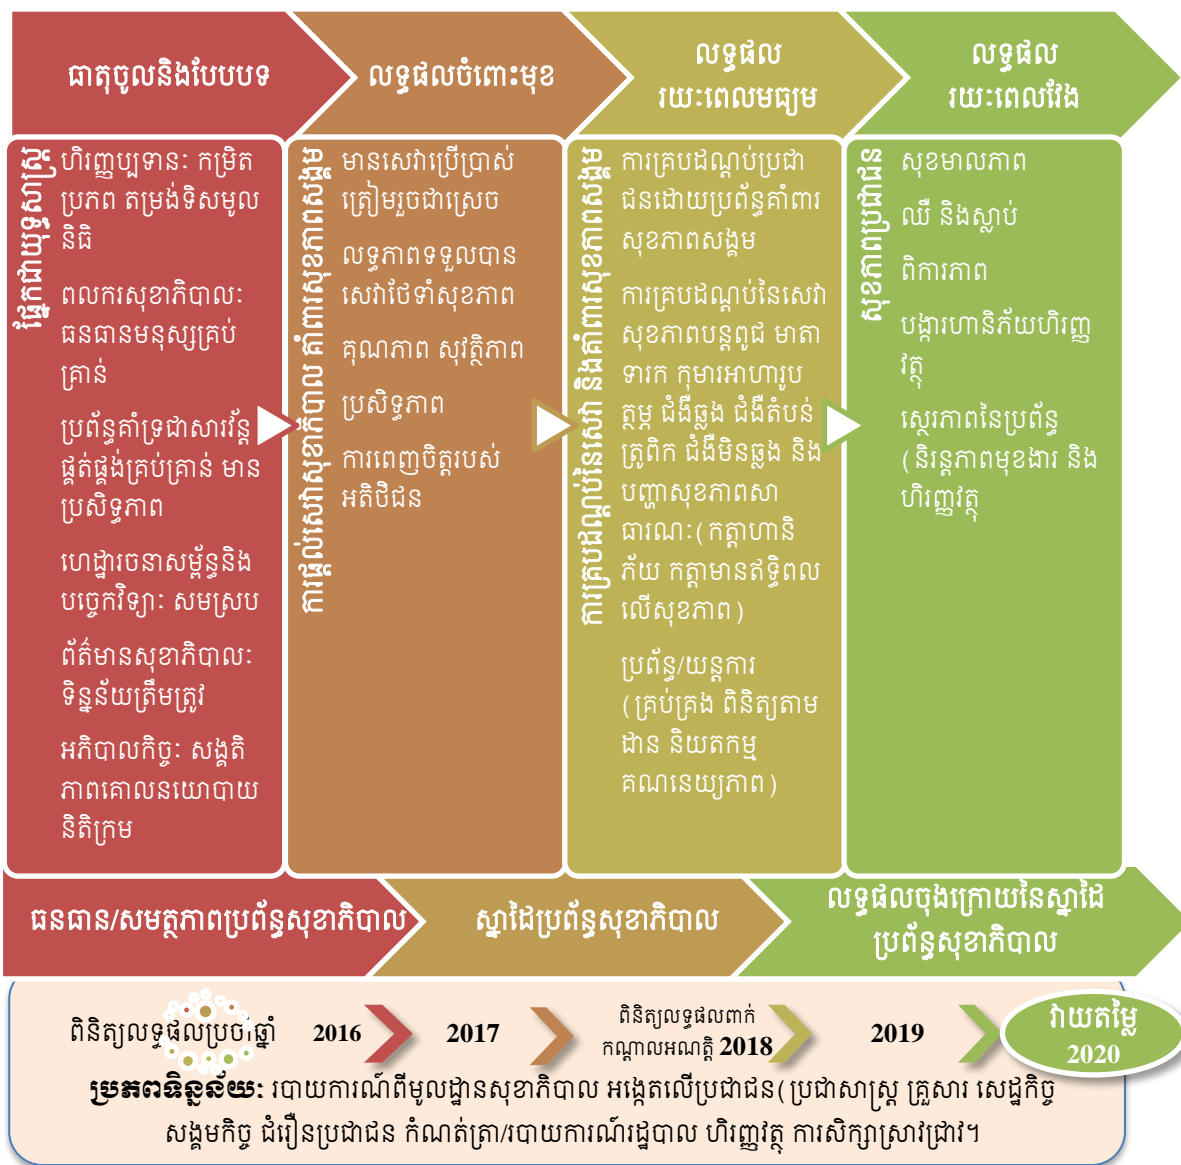 ធាតុចូលនិងបែបបទ
លទ្ធផលចំពោះមុខ
លទ្ធផល
រយៈពេលមធ្យម
លទ្ធផល
រយៈពេលវែង
ផ្នែកជាយុទ្ធសាស្ត្រ
ហិរញ្ញប្បទាន: កម្រិត
ប្រភព តម្រង់ទិសមូល
និធិ
ពលករសុខាភិបាល:
ធនធានមនុស្សគ្រប់
គ្រាន់
ប្រព័ន្ធគាំទ្រជាសារវ័ន្ត
ផ្គត់ផ្គង់គ្រប់គ្រាន់ មាន
ប្រសិទ្ធភាព
ហេដ្ឋារចនាសម្ព័ន្ធនិង
បច្ចេកវិទ្យា: សមស្រប
ព័ត៌មានសុខាភិបាល:
ទិន្នន័យត្រឹមត្រូវ
អភិបាលកិច្ច: សង្គតិ
ភាពគោលនយោបាយ
និតិក្រម
ការផ្តល់សេវាសុខាភិបាល គាំពារសុខភាពសង្គម
មានសេវាប្រើប្រាស់
ត្រៀមរួចជាស្រេច
លទ្ធភាពទទួលបាន
សេវាថែទាំសុខភាព
គុណភាព សុវត្ថិភាព
ប្រសិទ្ធភាព
ការពេញចិត្តរបស់
អតិថិជន
ការគ្របដណ្តប់នៃសេវា និងគាំពារសុខភាពសង្គម
ការគ្របដណ្តប់ប្រជា
ជនដោយប្រព័ន្ធគាំពារ
សុខភាពសង្គម
ការគ្របដណ្តប់នៃសេវា
សុខភាពបន្តពូជ មាតា
ទារក កុមារអាហារូប
ត្ថម្ភ ជំងឺឆ្លង ជំងឺតំបន់
ត្រូពិក ជំងឺមិនឆ្លង និង
បញ្ហាសុខភាពសា
ធារណៈ(កត្តាហានិ
ភ័យ កត្តាមានឥទ្ធិពល
លើសុខភាព)
ប្រព័ន្ធ/យន្តការ
(គ្រប់គ្រង ពិនិត្យតាម
ដាន និយតកម្ម
គណនេយ្យភាព)
សុខភាពប្រជាជន
សុខមាលភាព
ឈឺ និងស្លាប់
ពិការភាព
បង្ការហានិភ័យហិរញ្ញ
វត្ថុ
ស្ថេរភាពនៃប្រព័ន្ធ
(និរន្តភាពមុខងារ និង
ហិរញ្ញវត្ថុ
ធនធាន/សមត្ថភាពប្រព័ន្ធសុខាភិបាល
ស្នាដៃប្រព័ន្ធសុខាភិបាល
លទ្ធផលចុងក្រោយនៃស្នាដៃ
ប្រព័ន្ធសុខាភិបាល
ពិនិត្យលទ្ធផលប្រចាំឆ្នាំ
2016
2017
ពិនិត្យលទ្ធផលពាក់
កណ្តាលអណត្តិ 2018
2019
វាយតម្លៃ
2020
ប្រភពទិន្នន័យ: របាយការណ៍ពីមូលដ្ឋានសុខាភិបាល អង្កេតលើប្រជាជន(ប្រជាសាស្ត្រ គ្រួសារ សេដ្ឋកិច្ច
សង្គមកិច្ច ជំរឿនប្រជាជន កំណត់ត្រា/របាយការណ៍រដ្ឋបាល ហិរញ្ញវត្ថុ ការសិក្សាស្រាវជ្រាវ។